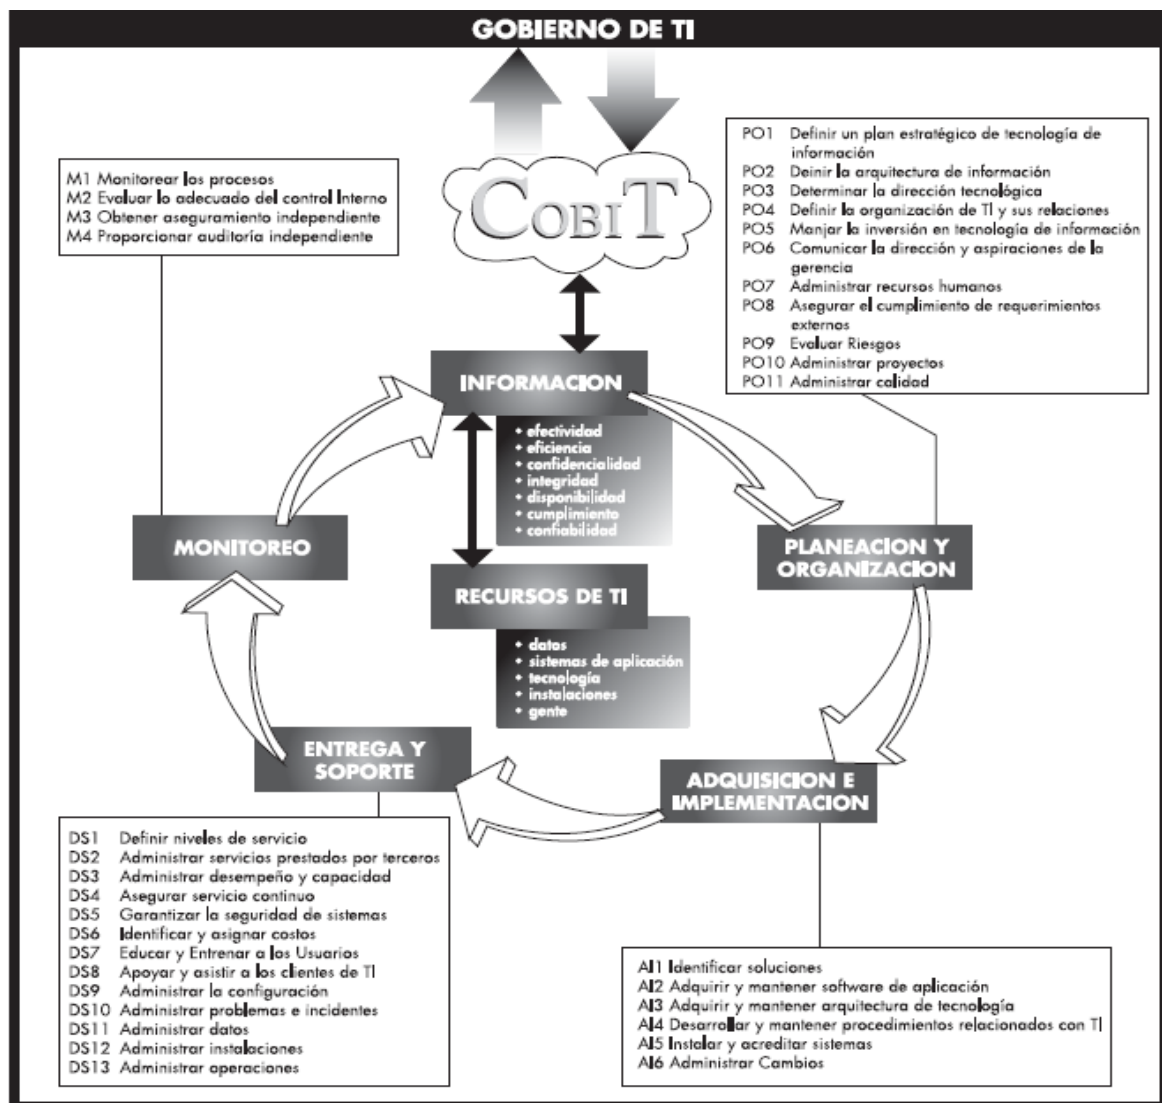 GOBIERNO DE TI
COBIT
M1 Monitorear los procesos
M2 Evaluar lo adecuado del control Interno
M3 Obtener aseguramiento independiente
M4 Proporcionar auditoría independiente
PO1 Definir un plan estratégico de tecnología de
información
PO2 Deinir la arquitectura de información
PO3 Determinar la dirección tecnológica
PO4 Definir la organización de TI y sus relaciones
PO5 Manjar la inversión en tecnología de información
PO6 Comunicar la dirección y aspiraciones de la
gerencia
PO7 Administrar recursos humanos
PO8 Asegurar el cumplimiento de requerimientos
externos
PO9 Evaluar Riesgos
PO10 Administrar proyectos
PO11 Administrar calidad
INFORMACION
• efectividad
• eficiencia
• confidencialidad
• integridad
• disponibilidad
• cumplimiento
• confiabilidad
MONITOREO
PLANEACION Y
ORGANIZACION
RECURSOS DE TI
• datos
• sistemas de aplicación
• tecnología
• instalaciones
• gente
ENTREGA Y
SOPORTE
ADQUISICION E
IMPLEMENTACION
DS1 Definir niveles de servicio
DS2 Administrar servicios prestados por terceros
DS3 Administrar desempeño y capacidad
DS4 Asegurar servicio continuo
DS5 Garantizar la seguridad de sistemas
DS6 Identificar y asignar costos
DS7 Educar y Entrenar a los Usuarios
DS8 Apoyar y asistir a los clientes de TI
DS9 Administrar la configuración
DS10 Administrar problemas e incidentes
DS11 Administrar datos
DS12 Administrar instalaciones
DS13 Administrar operaciones
AI1 Identificar soluciones
AI2 Adquirir y mantener software de aplicación
AI3 Adquirir y mantener arquitectura de tecnología
AI4 Desarrollar y mantener procedimientos relacionados con TI
AI5 Instalar y acreditar sistemas
AI6 Administrar Cambios